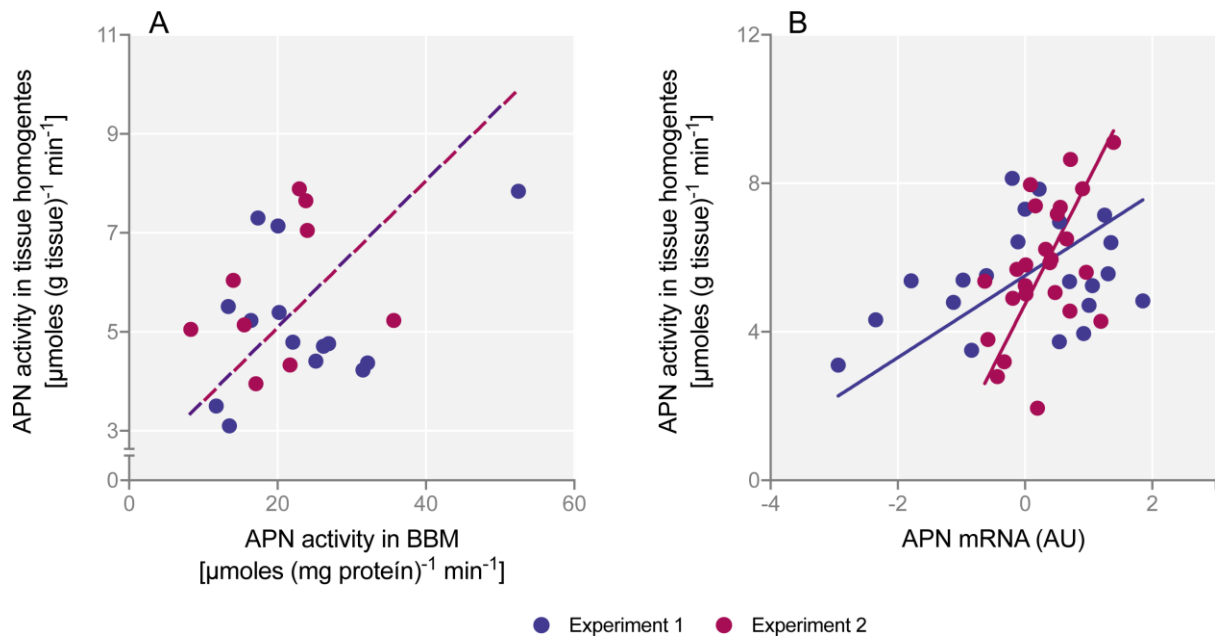 A
11
9
7
5
3
0
0
20
40
60
APN activity in tissue homogentes
[µmoles (g tissue)⁻¹ min⁻¹]
APN activity in BBM
[µmoles (mg proteín)⁻¹ min⁻¹]
B
12
8
4
0
-4
-2
0
2
APN activity in tissue homogentes
[µmoles (g tissue)⁻¹ min⁻¹]
APN mRNA (AU)
Experiment 1
Experiment 2